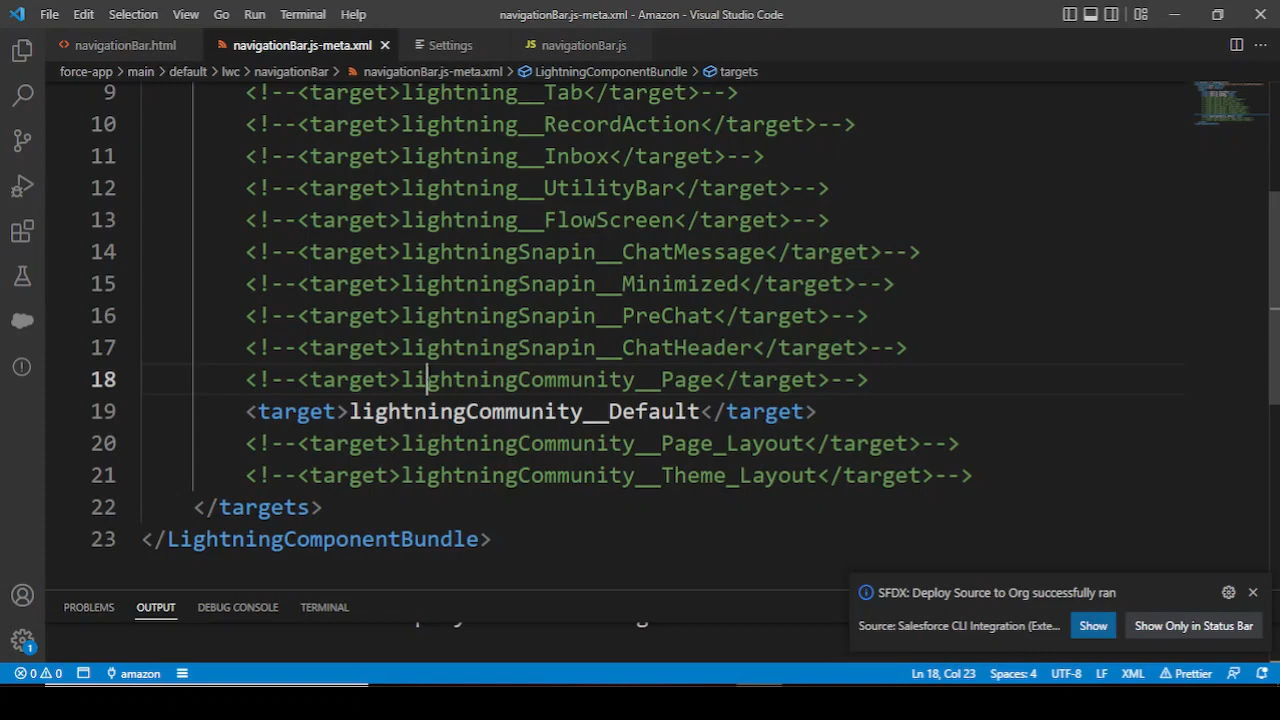 File Edit Selection View Go Run Terminal Help
navigationBar.js-meta.xml - Amazon - Visual Studio Code
navigationBar.html navigationBar.js-meta.xml Settings JS navigationBar.js
force-app > main > default > lwc > navigationBar > navigationBar.js-meta.xml > LightningComponentBundle > targets
9 <!--<target>lightning__Tab</target>-->
10 <!--<target>lightning__RecordAction</target>-->
11 <!--<target>lightning__Inbox</target>-->
12 <!--<target>lightning__UtilityBar</target>-->
13 <!--<target>lightning__FlowScreen</target>-->
14 <!--<target>lightningSnapin__ChatMessage</target>-->
15 <!--<target>lightningSnapin__Minimized</target>-->
16 <!--<target>lightningSnapin__PreChat</target>-->
17 <!--<target>lightningSnapin__ChatHeader</target>-->
18 <!--<target>lightningCommunity__Page</target>-->
19 <target>lightningCommunity__Default</target>
20 <!--<target>lightningCommunity__Page_Layout</target>-->
21 <!--<target>lightningCommunity__Theme_Layout</target>-->
22 </targets>
23 </LightningComponentBundle>
PROBLEMS OUTPUT DEBUG CONSOLE TERMINAL
SFDX: Deploy Source to Org successfully ran
Source: Salesforce CLI Integration (Exte... Show Show Only in Status Bar
1
0 0 amazon Ln 18, Col 23 Spaces: 4 UTF-8 LF XML Prettier